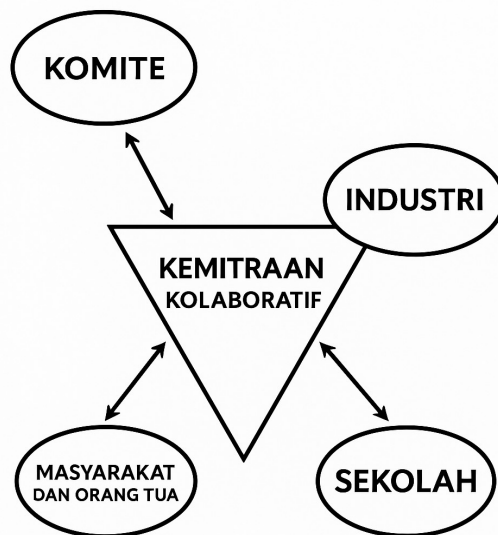 KOMITE
INDUSTRI
KEMITRAAN
KOLABORATIF
MASYARAKAT
DAN ORANG TUA
SEKOLAH